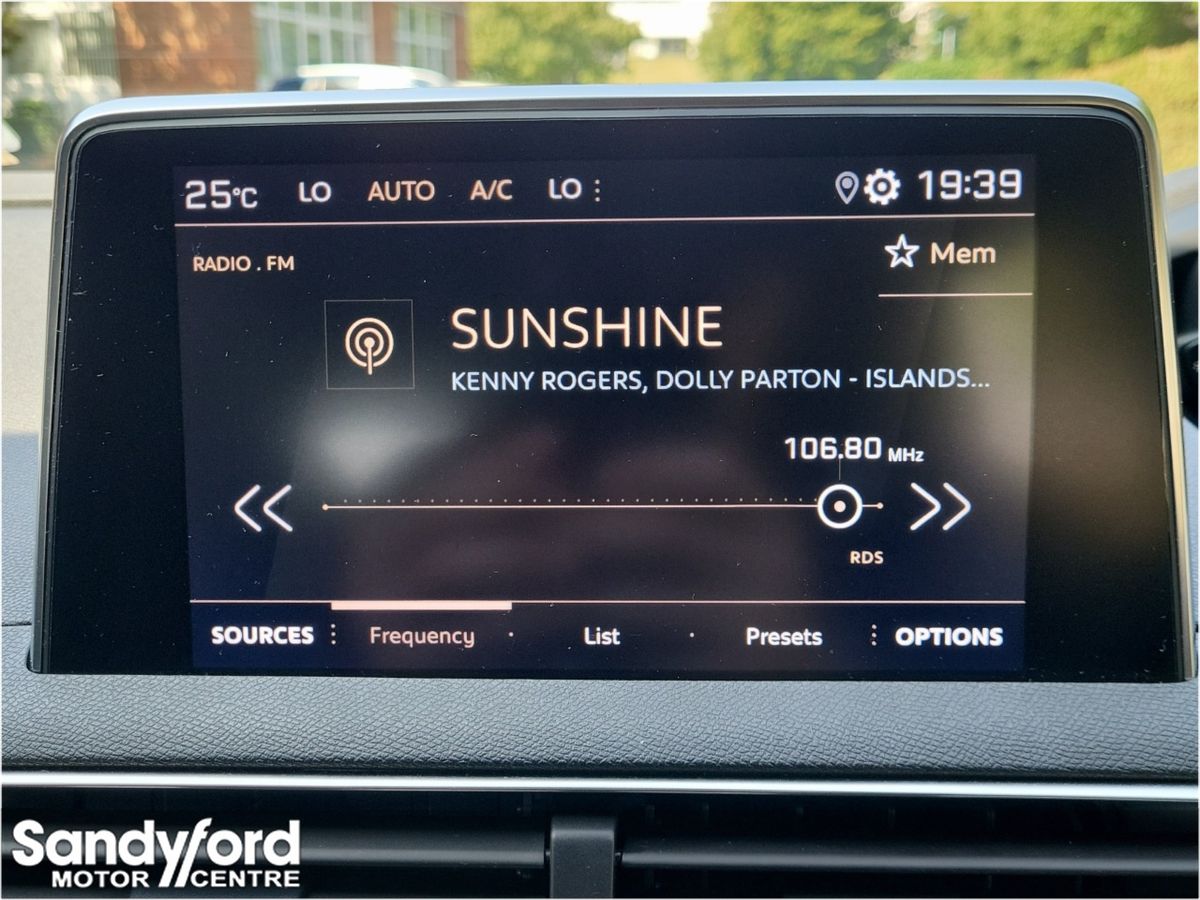 25°C LO AUTO A/C LO 19:39
RADIO . FM
Mem
SUNSHINE
KENNY ROGERS, DOLLY PARTON - ISLANDS...
106.80 MHz
RDS
SOURCES Frequency List Presets OPTIONS
Sandyford
MOTOR CENTRE